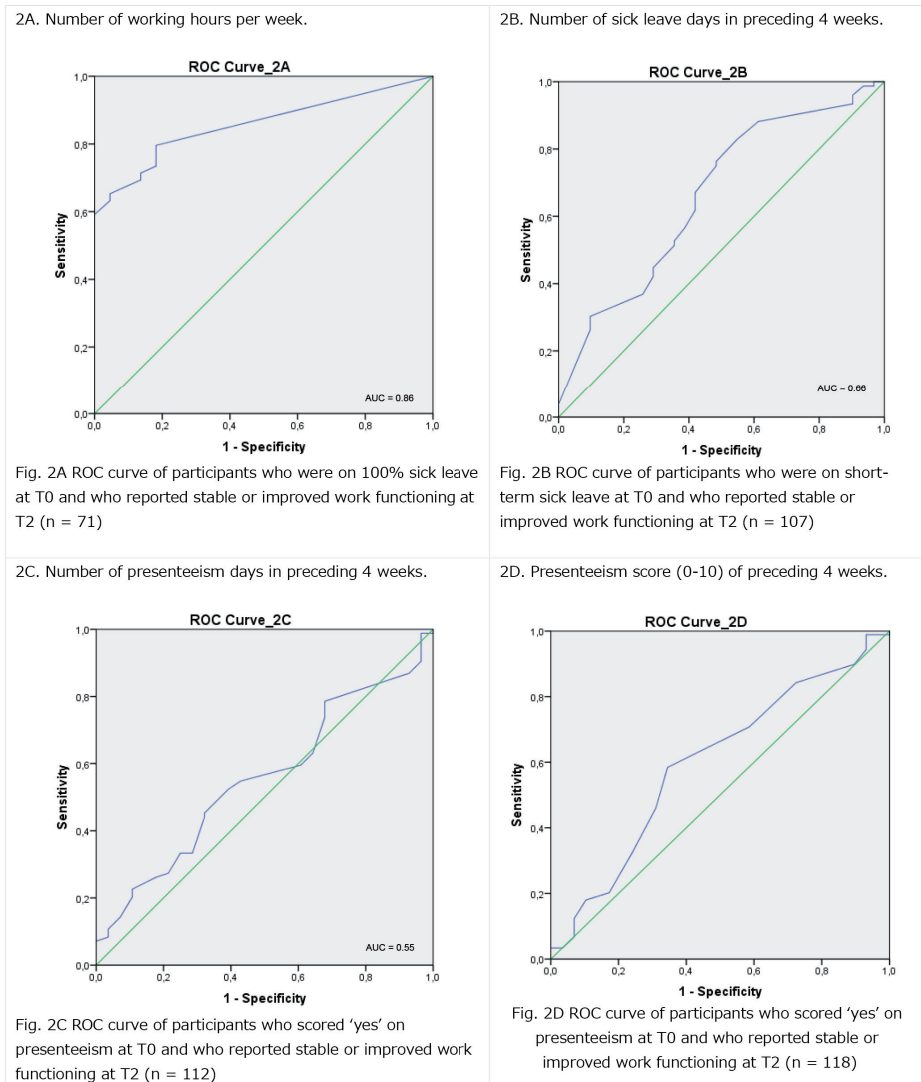 2A. Number of working hours per week.
ROC Curve_2A
1,0
0,8
0,6
0,4
0,2
0,0
Sensitivity
0,0 0,2 0,4 0,6 0,8 1,0
1 - Specificity
AUC = 0.86
Fig. 2A ROC curve of participants who were on 100% sick leave
at T0 and who reported stable or improved work functioning at
T2 (n = 71)
2B. Number of sick leave days in preceding 4 weeks.
ROC Curve_2B
1,0
0,8
0,6
0,4
0,2
0,0
Sensitivity
0,0 0,2 0,4 0,6 0,8 1,0
1 - Specificity
AUC = 0.66
Fig. 2B ROC curve of participants who were on short-
term sick leave at T0 and who reported stable or
improved work functioning at T2 (n = 107)
2C. Number of presenteeism days in preceding 4 weeks.
ROC Curve_2C
1,0
0,8
0,6
0,4
0,2
0,0
Sensitivity
0,0 0,2 0,4 0,6 0,8 1,0
1 - Specificity
AUC = 0.55
Fig. 2C ROC curve of participants who scored ‘yes’ on
presenteeism at T0 and who reported stable or improved work
functioning at T2 (n = 112)
2D. Presenteeism score (0-10) of preceding 4 weeks.
ROC Curve_2D
1,0
0,8
0,6
0,4
0,2
0,0
Sensitivity
0,0 0,2 0,4 0,6 0,8 1,0
1 - Specificity
Fig. 2D ROC curve of participants who scored ‘yes’ on
presenteeism at T0 and who reported stable or
improved work functioning at T2 (n = 118)